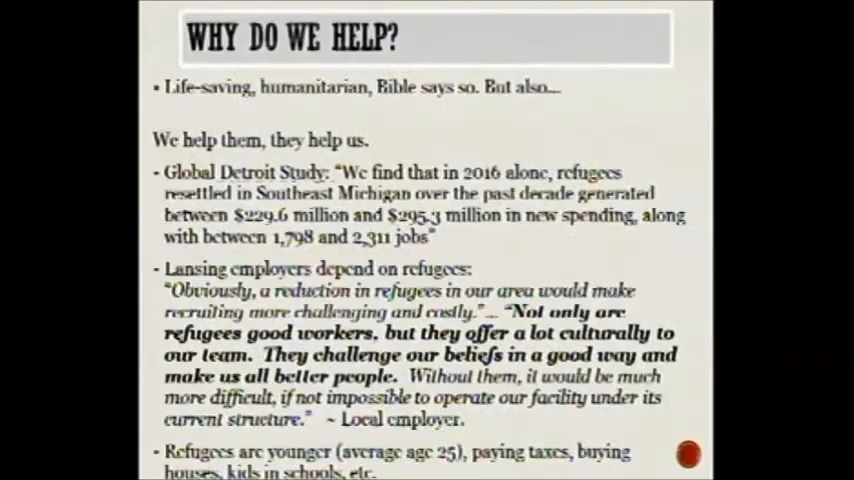 WHY DO WE HELP?
▪ Life-saving, humanitarian, Bible says so. But also...
We help them, they help us.
- Global Detroit Study: “We find that in 2016 alone, refugees
resettled in Southeast Michigan over the past decade generated
between $229.6 million and $295.3 million in new spending, along
with between 1,798 and 2,311 jobs”
- Lansing employers depend on refugees:
“Obviously, a reduction in refugees in our area would make
recruiting more challenging and costly.”... “Not only are
refugees good workers, but they offer a lot culturally to
our team. They challenge our beliefs in a good way and
make us all better people. Without them, it would be much
more difficult, if not impossible to operate our facility under its
current structure.” ~ Local employer.
- Refugees are younger (average age 25), paying taxes, buying
houses, kids in schools, etc.